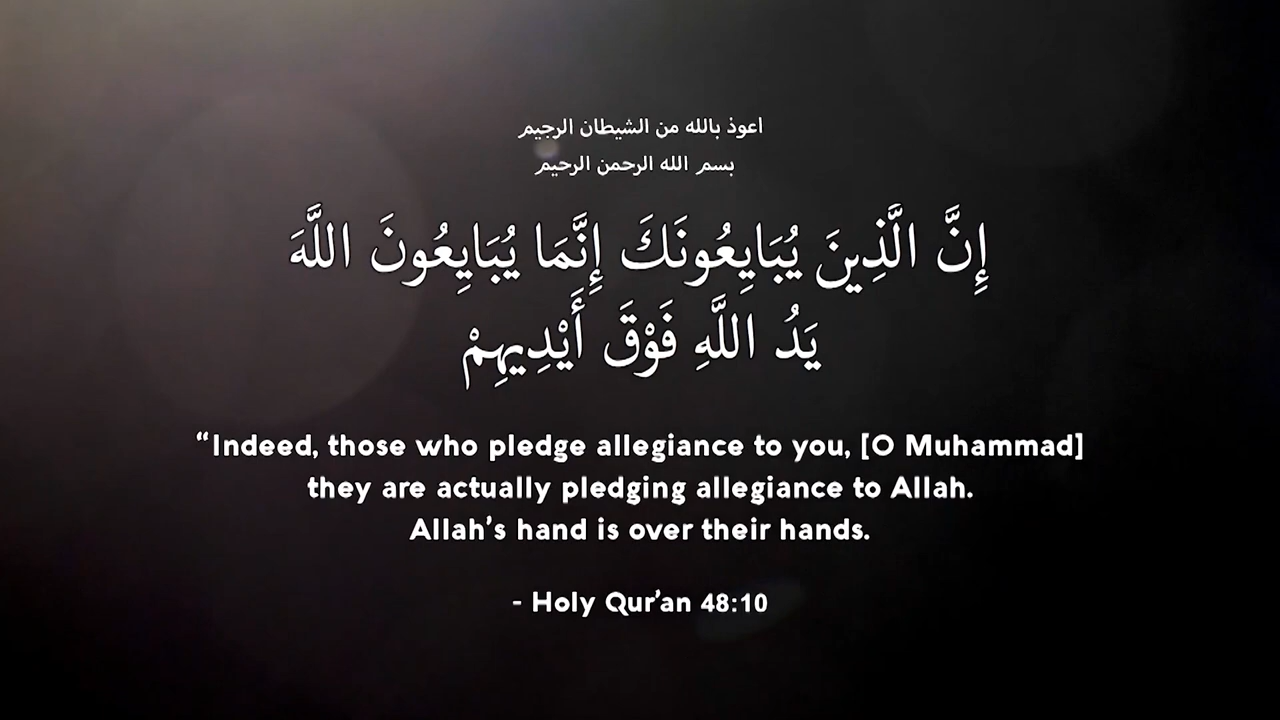 اعوذ بالله من الشيطان الرجيم
بسم الله الرحمن الرحيم
إِنَّ الَّذِينَ يُبَايِعُونَكَ إِنَّمَا يُبَايِعُونَ اللَّهَ
يَدُ اللَّهِ فَوْقَ أَيْدِيهِمْ
“Indeed, those who pledge allegiance to you, [O Muhammad]
they are actually pledging allegiance to Allah.
Allah’s hand is over their hands.
- Holy Qur’an 48:10